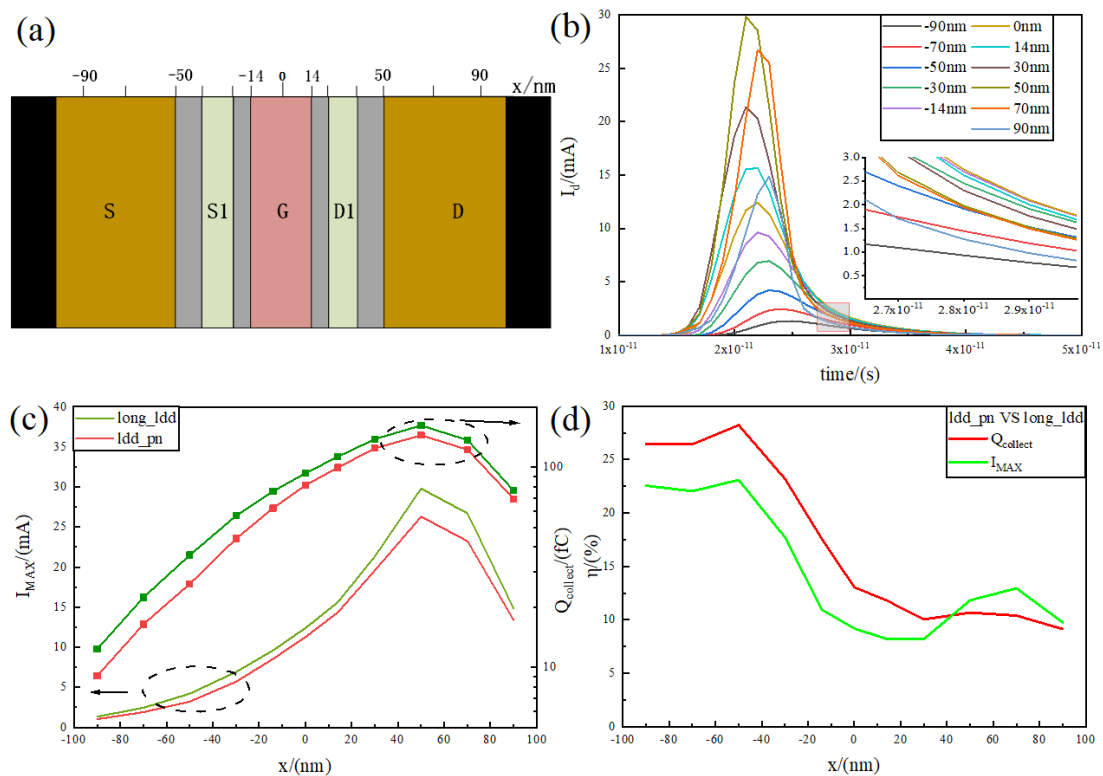 (a)
-90 -50 -14 0 14 50 90
x/nm
S S1 G D1 D
(b)
30
25
20
15
10
5
0
I_d/(mA)
-90nm 0nm
-70nm 14nm
-50nm 30nm
-30nm 50nm
-14nm 70nm
90nm
3.0
2.5
2.0
1.5
1.0
0.5
2.7x10⁻¹¹ 2.8x10⁻¹¹ 2.9x10⁻¹¹
1x10⁻¹¹ 2x10⁻¹¹ 3x10⁻¹¹ 4x10⁻¹¹ 5x10⁻¹¹
time/(s)
(c)
long_ldd
ldd_pn
40
35
30
25
20
15
10
5
0
I_MAX/(mA)
100
10
Q_collect/(fC)
-100 -80 -60 -40 -20 0 20 40 60 80 100
x/(nm)
(d)
ldd_pn VS long_ldd
Q_collect
I_MAX
30
25
20
15
10
5
0
η/(%)
-100 -80 -60 -40 -20 0 20 40 60 80 100
x/(nm)